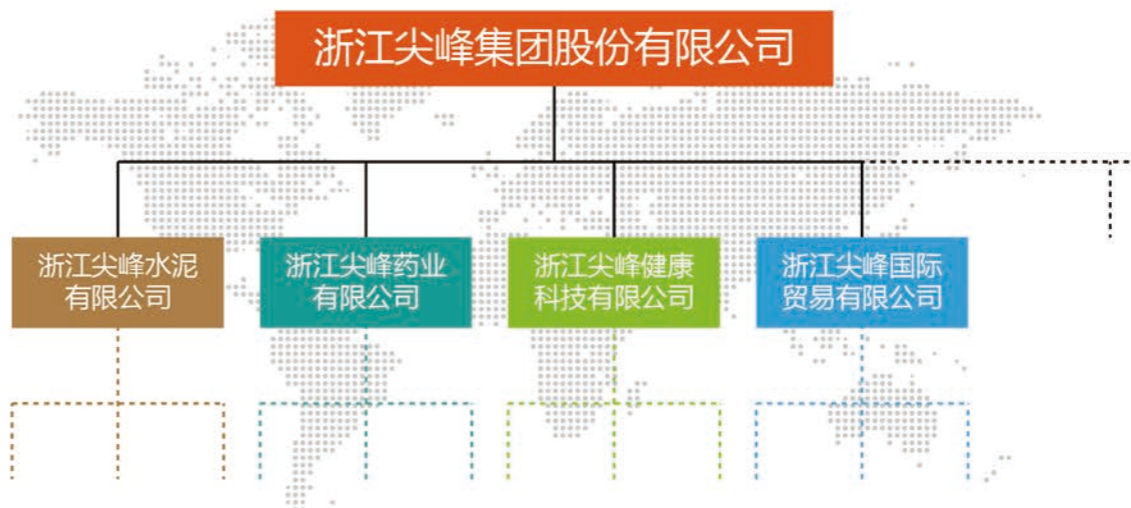 浙江尖峰集团股份有限公司
浙江尖峰水泥
有限公司
浙江尖峰药业
有限公司
浙江尖峰健康
科技有限公司
浙江尖峰国际
贸易有限公司